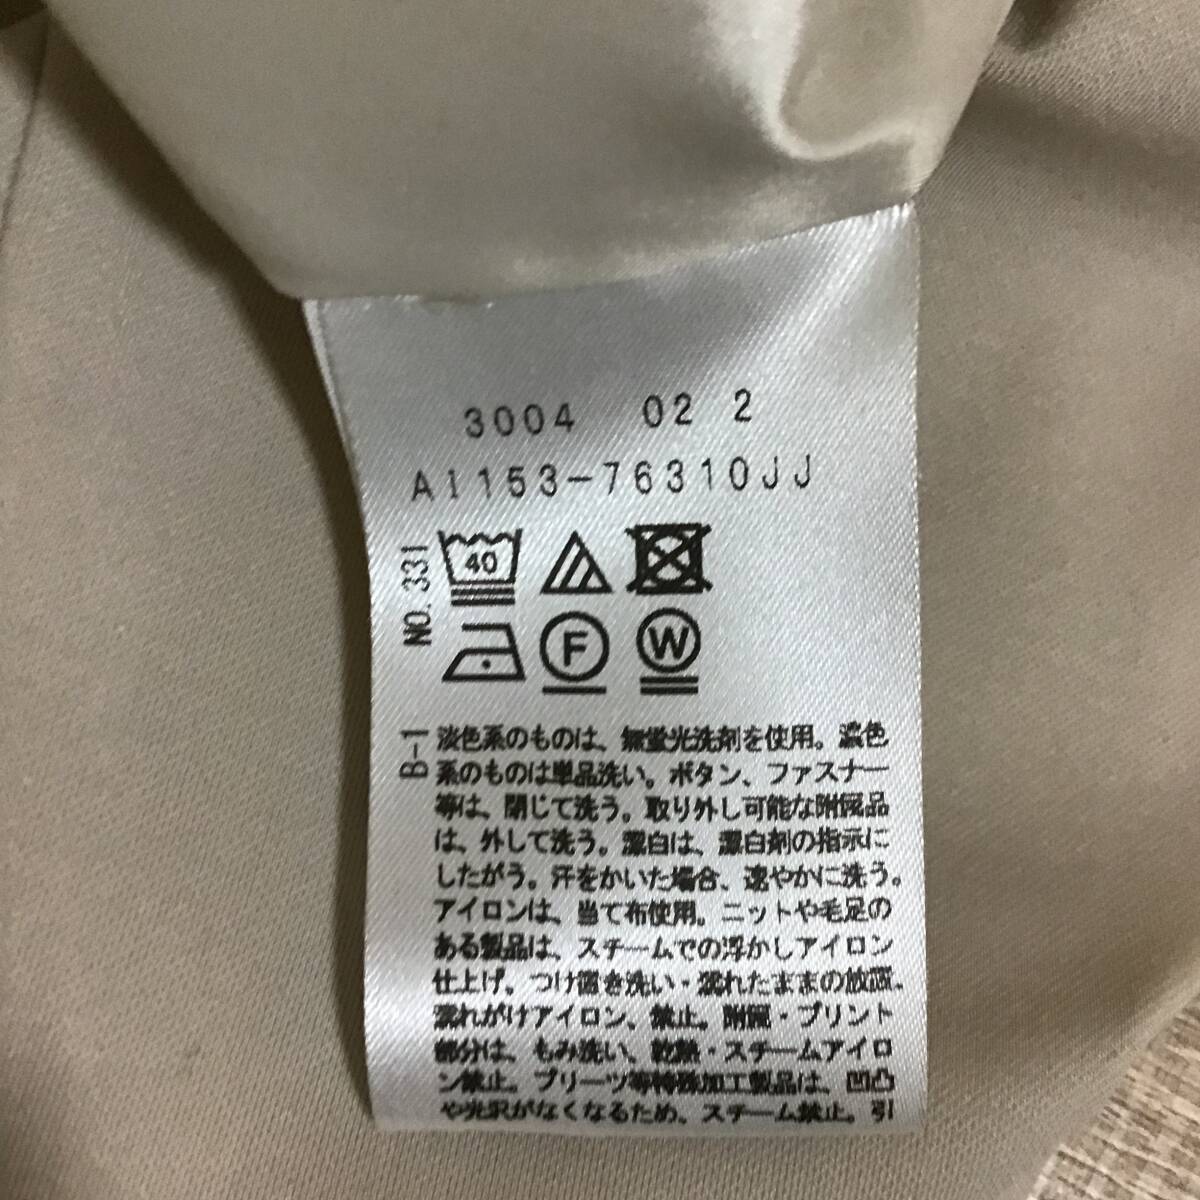 3004 02 2
A1153-76310JJ
NO. 331
40
F
W
B-1
淡色系のものは、無蛍光洗剤を使用。濃色
系のものは単品洗い。ボタン、ファスナー
等は、閉じて洗う。取り外し可能な附属品
は、外して洗う。漂白は、漂白剤の指示に
したがう。汗をかいた場合、速やかに洗う。
アイロンは、当て布使用。ニットや毛足の
ある製品は、スチームでの浮かしアイロン
仕上げ。つけ置き洗い・濡れたままの放置、
濡れがけアイロン、禁止。附属・プリント
部分は、もみ洗い、乾熱・スチームアイロ
ン禁止。プリーツ等特殊加工製品は、凹凸
や光沢がなくなるため、スチーム禁止。引